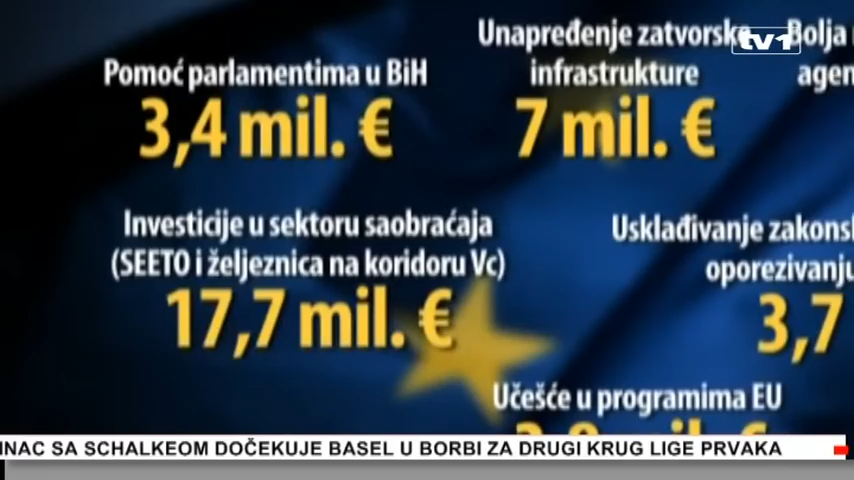 Pomoć parlamentima u BiH
3,4 mil. €
Unapređenje zatvorske
infrastrukture
7 mil. €
Bolja
tv1
Investicije u sektoru saobraćaja
(SEETO i željeznica na koridoru Vc)
17,7 mil. €
Usklađivanje
oporezivanju
3,7
Učešće u programima EU
SA SCHALKEOM DOČEKUJE BASEL U BORBI ZA DRUGI KRUG LIGE PRVAKA